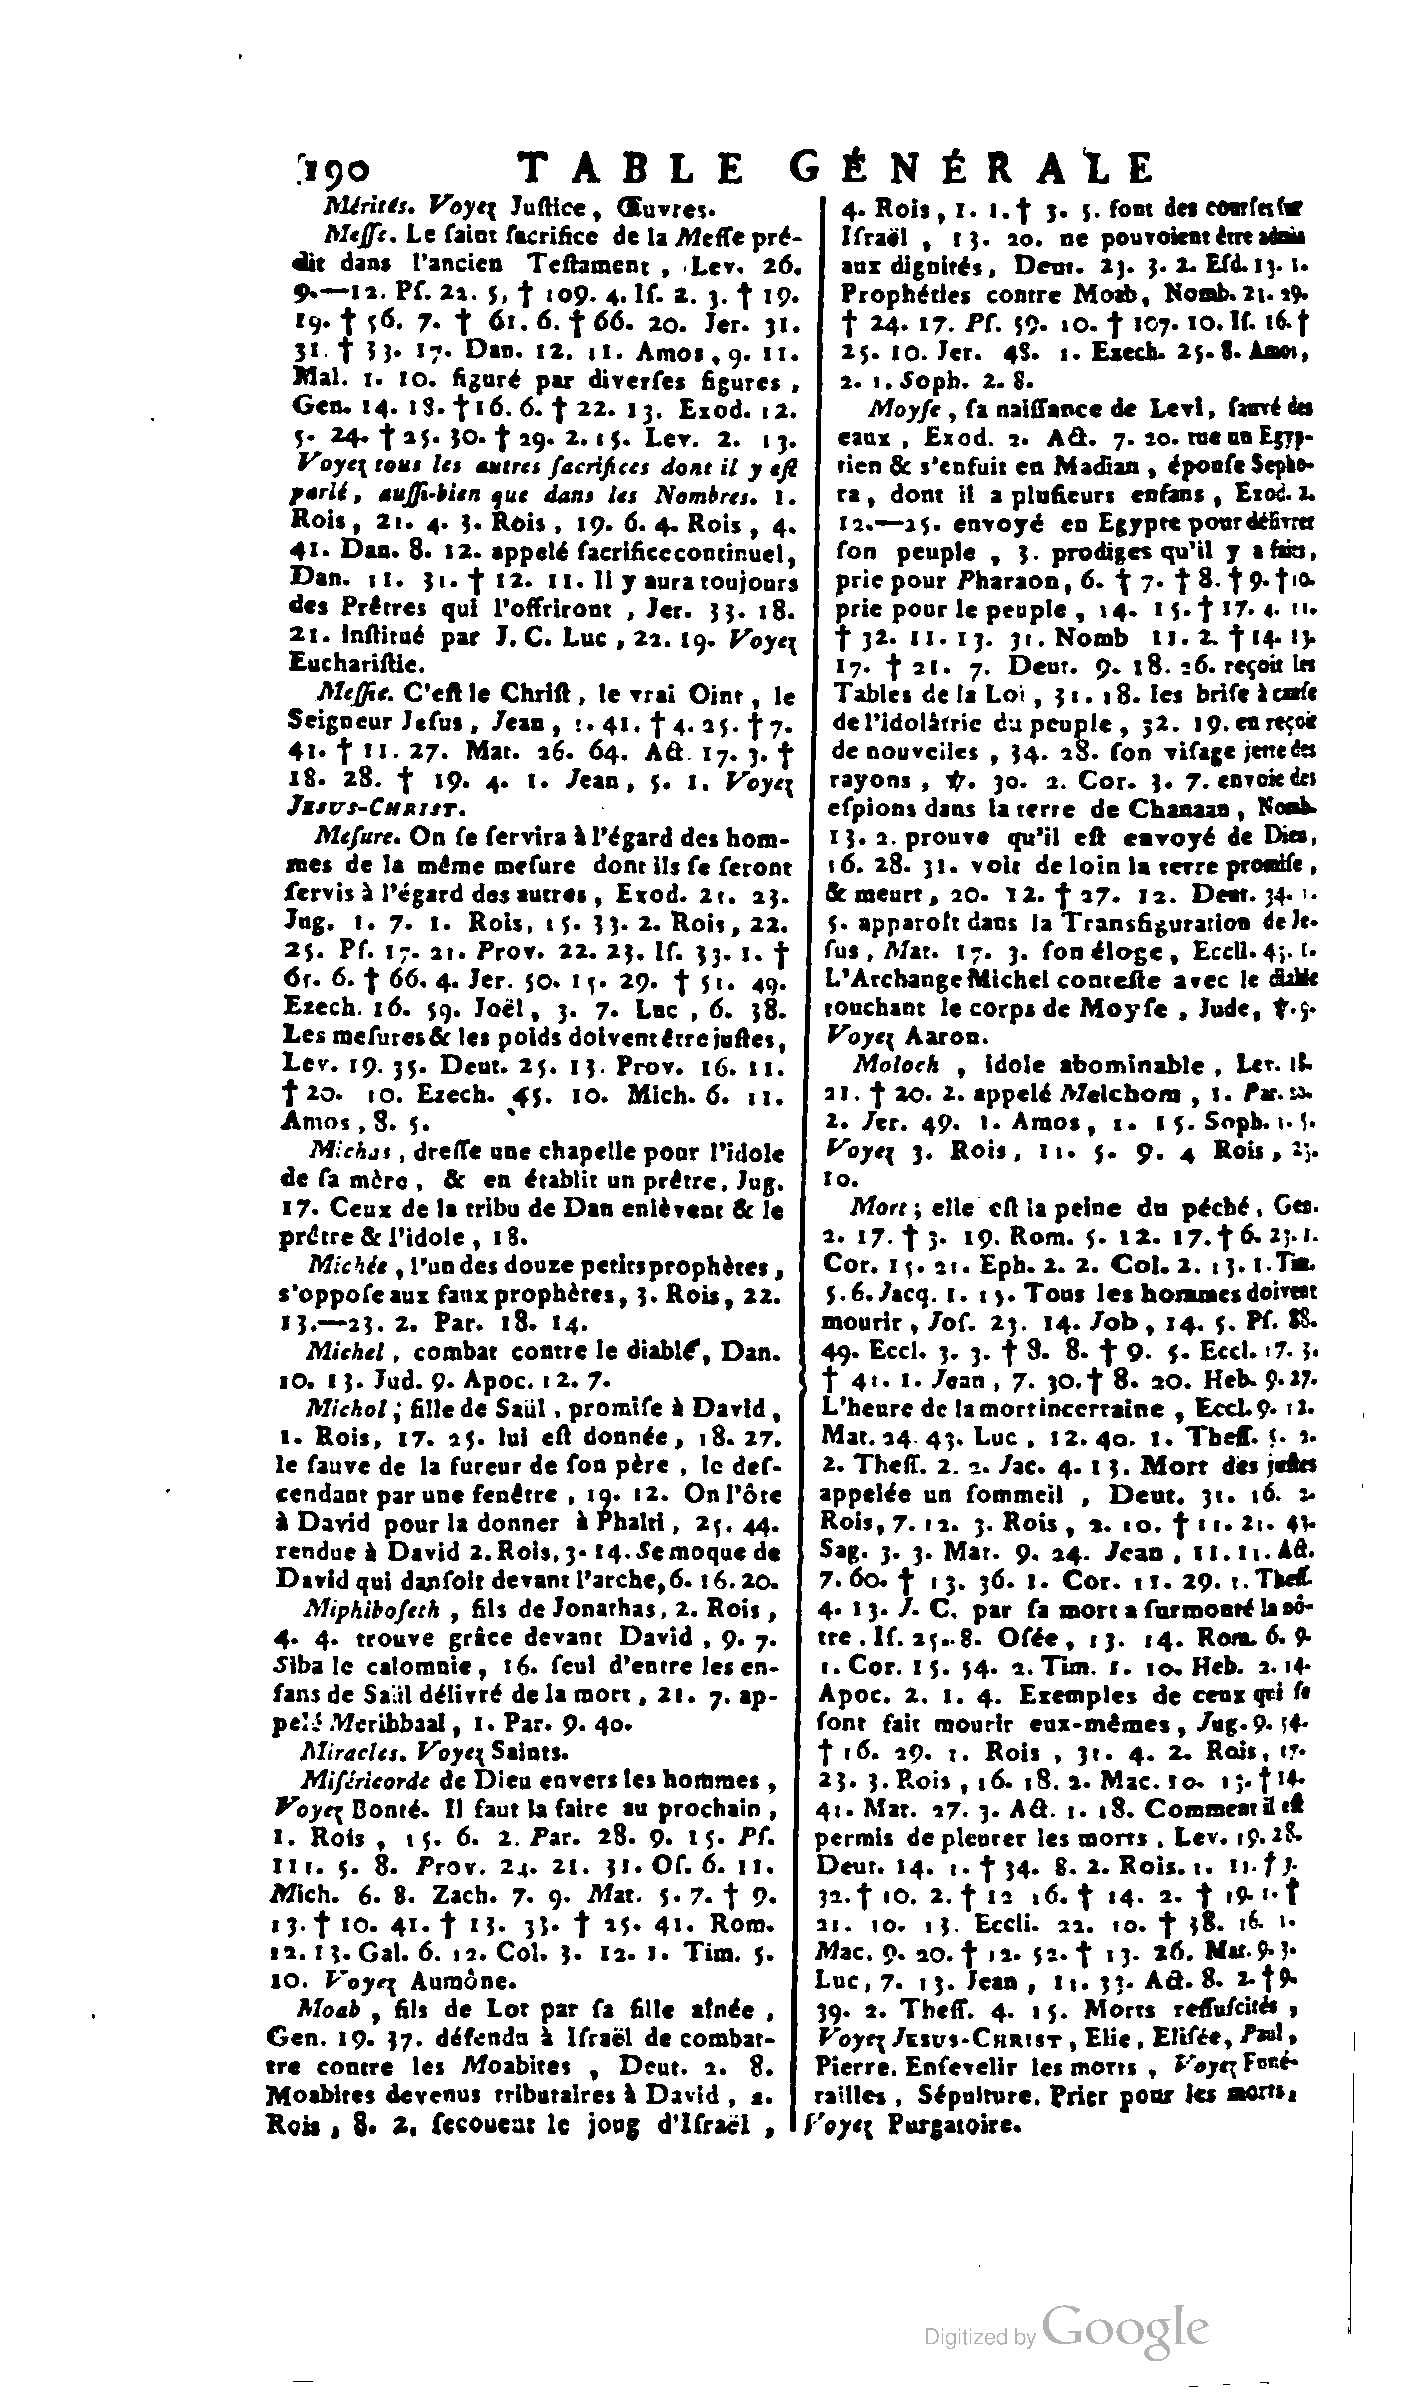 190 TABLE GÉNÉRALE
Mérités. Voyez Juſtice, Œuvres.
Meſſe. Le ſaint ſacrifice de la Meſſe pré-
dit dans l'ancien Teſtament, Lev. 26.
9.—12. Pſ. 22. 5. † 109. 4. Iſ. 2. 3. † 19.
19. † 56. 7. † 61. 6. † 66. 20. Jer. 31.
31. † 33. 17. Dan. 12. 11. Amos, 9. 11.
Mal. 1. 10. figuré par diverſes figures,
Gen. 14. 18. † 16. 6. † 22. 13. Exod. 12.
5. 24. † 25. 30. † 29. 2. 15. Lev. 2. 13.
Voyez tous les autres ſacrifices dont il y eſt
parlé, auſſi-bien que dans les Nombres. 1.
Rois, 21. 4. 3. Rois, 19. 6. 4. Rois, 4.
41. Dan. 8. 12. appelé ſacrifice continuel,
Dan. 11. 31. † 12. 11. Il y aura toujours
des Prêtres qui l'offriront, Jer. 33. 18.
21. Inſtitué par J. C. Luc, 22. 19. Voyez
Euchariſtie.
Meſſie. C'eſt le Chriſt, le vrai Oint, le
Seigneur Jeſus, Jean, 1. 41. † 4. 25. † 7.
41. † 11. 27. Mat. 26. 64. Act. 17. 3. †
18. 28. † 19. 4. 1. Jean, 5. 1. Voyez
JESUS-CHRIST.
Meſure. On ſe ſervira à l'égard des hom-
mes de la même meſure dont ils ſe ſeront
ſervis à l'égard des autres, Exod. 21. 23.
Jug. 1. 7. 1. Rois, 15. 33. 2. Rois, 22.
25. Pſ. 17. 21. Prov. 22. 23. Iſ. 33. 1. †
65. 6. † 66. 4. Jer. 50. 15. 29. † 51. 49.
Ezech. 16. 59. Joël, 3. 7. Luc, 6. 38.
Les meſures & les poids doivent être juſtes,
Lev. 19. 35. Deut. 25. 13. Prov. 16. 11.
† 20. 10. Ezech. 45. 10. Mich. 6. 11.
Amos, 8. 5.
Michas, dreſſe une chapelle pour l'idole
de ſa mère, & en établit un prêtre, Jug.
17. Ceux de la tribu de Dan enlèvent & le
prêtre & l'idole, 18.
Michée, l'un des douze petits prophètes,
s'oppoſe aux faux prophètes, 3. Rois, 22.
13.—23. 2. Par. 18. 14.
Michel, combat contre le diable, Dan.
10. 13. Jud. 9. Apoc. 12. 7.
Michol; fille de Saül, promiſe à David,
1. Rois, 17. 25. lui eſt donnée, 18. 27.
le ſauve de la fureur de ſon père, le deſ-
cendant par une fenêtre, 19. 12. On l'ôte
à David pour la donner à Phalti, 25. 44.
rendue à David 2. Rois, 3. 14. Se moque de
David qui danſoit devant l'arche, 6. 16. 20.
Miphiboſeth, fils de Jonathas, 2. Rois,
4. 4. trouve grâce devant David, 9. 7.
Siba le calomnie, 16. ſeul d'entre les en-
fans de Saül délivré de la mort, 21. 7. ap-
pelé Meribbaal, 1. Par. 9. 40.
Miracles. Voyez Saints.
Miſéricorde de Dieu envers les hommes,
Voyez Bonté. Il faut la faire au prochain,
1. Rois, 15. 6. 2. Par. 28. 9. 15. Pſ.
111. 5. 8. Prov. 24. 21. 31. Oſ. 6. 11.
Mich. 6. 8. Zach. 7. 9. Mat. 5. 7. † 9.
13. † 10. 41. † 13. 33. † 25. 41. Rom.
12. 13. Gal. 6. 12. Col. 3. 12. 1. Tim. 5.
10. Voyez Aumône.
Moab, fils de Lot par ſa fille aînée,
Gen. 19. 37. défendu à Iſraël de combat-
tre contre les Moabites, Deut. 2. 8.
Moabites devenus tributaires à David, 2.
Rois, 8. 2. ſecouent le joug d'Iſraël,
4. Rois, 1. 1. † 3. 5. font des courſes ſur
Iſraël, 13. 20. ne pouvoient être admis
aux dignités, Deut. 23. 3. 2. Eſd. 13. 1.
Prophéties contre Moab, Nomb. 21. 29.
† 24. 17. Pſ. 59. 10. † 107. 10. Iſ. 16. †
25. 10. Jer. 48. 1. Ezech. 25. 8. Amos,
2. 1. Soph. 2. 8.
Moyſe, ſa naiſſance de Levi, ſauvé des
eaux, Exod. 2. Act. 7. 20. tue un Egyp-
tien & s'enfuit en Madian, épouſe Sepho-
ra, dont il a pluſieurs enfans, Exod. 2.
12.—25. envoyé en Egypte pour délivrer
ſon peuple, 3. prodiges qu'il y a faits,
prie pour Pharaon, 6. † 7. † 8. † 9. † 10.
prie pour le peuple, 14. 15. † 17. 4. 11.
† 32. 11. 13. 31. Nomb 11. 2. † 14. 13.
17. † 21. 7. Deut. 9. 18. 26. reçoit les
Tables de la Loi, 31. 18. les briſe à cauſe
de l'idolâtrie du peuple, 32. 19. en reçoit
de nouvelles, 34. 28. ſon viſage jette des
rayons, ℣. 30. 2. Cor. 3. 7. envoie des
eſpions dans la terre de Chanaan, Nomb.
13. 2. prouve qu'il eſt envoyé de Dieu,
16. 28. 31. voit de loin la terre promiſe,
& meurt, 20. 12. † 27. 12. Deut. 34. 1.
5. apparoît dans la Transfiguration de Je-
ſus, Mat. 17. 3. ſon éloge, Eccli. 45. 1.
L'Archange Michel conteſte avec le diable
touchant le corps de Moyſe, Jude, ℣. 9.
Voyez Aaron.
Moloch, idole abominable, Lev. 18.
21. † 20. 2. appelé Melchom, 1. Par. 20.
2. Jer. 49. 1. Amos, 1. 15. Soph. 1. 5.
Voyez 3. Rois, 11. 5. 9. 4 Rois, 23.
10.
Mort; elle eſt la peine du péché, Gen.
2. 17. † 3. 19. Rom. 5. 12. 17. † 6. 23. 1.
Cor. 15. 21. Eph. 2. 2. Col. 2. 13. 1. Tim.
5. 6. Jacq. 1. 15. Tous les hommes doivent
mourir, Joſ. 23. 14. Job, 14. 5. Pſ. 88.
49. Eccl. 3. 3. † 8. 8. † 9. 5. Eccl. 17. 3.
† 41. 1. Jean, 7. 30. † 8. 20. Heb. 9. 27.
L'heure de la mort incertaine, Eccl. 9. 12.
Mat. 24. 43. Luc, 12. 40. 1. Theſſ. 5. 2.
2. Theſſ. 2. 2. Jac. 4. 13. Mort des juſtes
appelée un ſommeil, Deut. 31. 16. 2.
Rois, 7. 12. 3. Rois, 2. 10. † 11. 21. 43.
Sag. 3. 3. Mat. 9. 24. Jean, 11. 11. Act.
7. 60. † 13. 36. 1. Cor. 11. 29. 1. Theſſ.
4. 13. J. C. par ſa mort a ſurmonté la nô-
tre. Iſ. 25. 8. Oſée, 13. 14. Rom. 6. 9.
1. Cor. 15. 54. 2. Tim. 1. 10. Heb. 2. 14.
Apoc. 2. 1. 4. Exemples de ceux qui ſe
ſont fait mourir eux-mêmes, Jug. 9. 54.
† 16. 29. 1. Rois, 31. 4. 2. Rois, 17.
23. 3. Rois, 16. 18. 2. Mac. 10. 13. † 14.
41. Mat. 27. 3. Act. 1. 18. Comment il eſt
permis de pleurer les morts, Lev. 19. 28.
Deut. 14. 1. † 34. 8. 2. Rois. 1. 11. † 3.
32. † 10. 2. † 12 16. † 14. 2. † 19. 1. †
21. 10. 13. Eccli. 22. 10. † 38. 16. 1.
Mac. 9. 20. † 12. 52. † 13. 26. Mat. 9. 3.
Luc, 7. 13. Jean, 11. 33. Act. 8. 2. † 9.
39. 2. Theſſ. 4. 15. Morts reſſuſcités,
Voyez JESUS-CHRIST, Elie, Eliſée, Paul,
Pierre. Enſevelir les morts, Voyez Funé-
railles, Sépulture. Prier pour les morts,
Voyez Purgatoire.
Digitized by Google